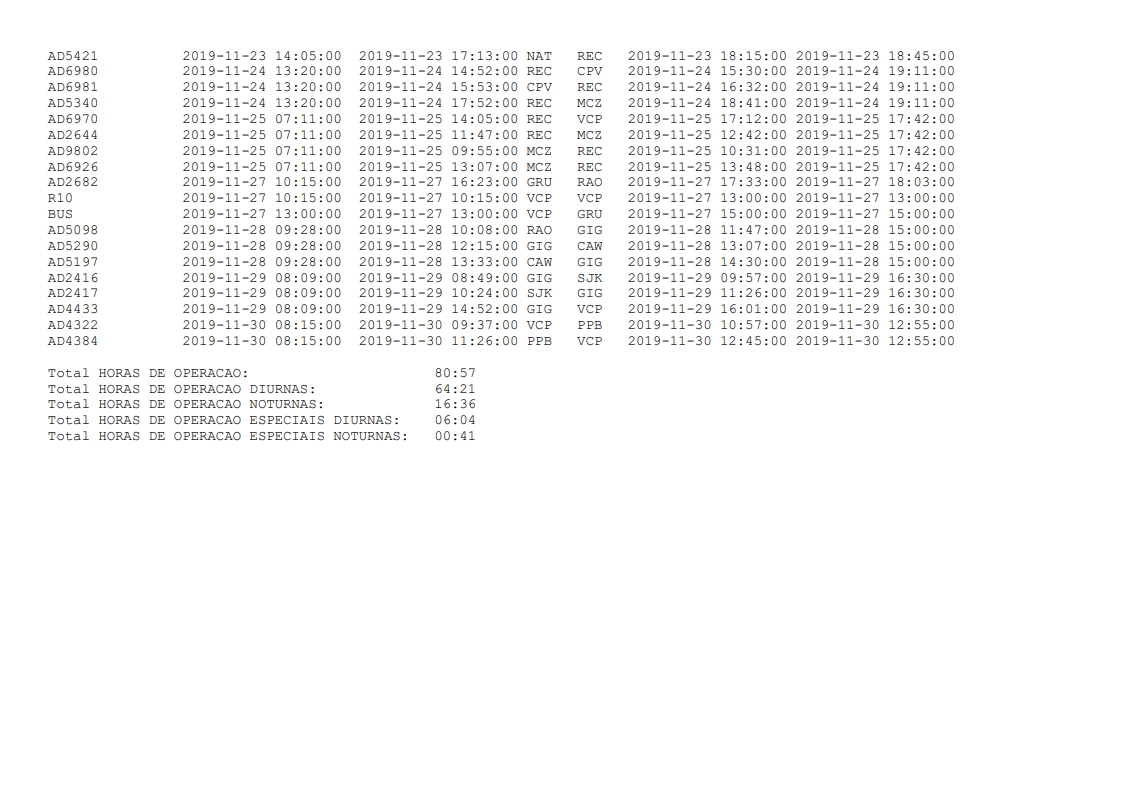 AD5421 2019-11-23 14:05:00 2019-11-23 17:13:00 NAT REC 2019-11-23 18:15:00 2019-11-23 18:45:00
AD6980 2019-11-24 13:20:00 2019-11-24 14:52:00 REC CPV 2019-11-24 15:30:00 2019-11-24 19:11:00
AD6981 2019-11-24 13:20:00 2019-11-24 15:53:00 CPV REC 2019-11-24 16:32:00 2019-11-24 19:11:00
AD5340 2019-11-24 13:20:00 2019-11-24 17:52:00 REC MCZ 2019-11-24 18:41:00 2019-11-24 19:11:00
AD6970 2019-11-25 07:11:00 2019-11-25 14:05:00 REC VCP 2019-11-25 17:12:00 2019-11-25 17:42:00
AD2644 2019-11-25 07:11:00 2019-11-25 11:47:00 REC MCZ 2019-11-25 12:42:00 2019-11-25 17:42:00
AD9802 2019-11-25 07:11:00 2019-11-25 09:55:00 MCZ REC 2019-11-25 10:31:00 2019-11-25 17:42:00
AD6926 2019-11-25 07:11:00 2019-11-25 13:07:00 MCZ REC 2019-11-25 13:48:00 2019-11-25 17:42:00
AD2682 2019-11-27 10:15:00 2019-11-27 16:23:00 GRU RAO 2019-11-27 17:33:00 2019-11-27 18:03:00
R10 2019-11-27 10:15:00 2019-11-27 10:15:00 VCP VCP 2019-11-27 13:00:00 2019-11-27 13:00:00
BUS 2019-11-27 13:00:00 2019-11-27 13:00:00 VCP GRU 2019-11-27 15:00:00 2019-11-27 15:00:00
AD5098 2019-11-28 09:28:00 2019-11-28 10:08:00 RAO GIG 2019-11-28 11:47:00 2019-11-28 15:00:00
AD5290 2019-11-28 09:28:00 2019-11-28 12:15:00 GIG CAW 2019-11-28 13:07:00 2019-11-28 15:00:00
AD5197 2019-11-28 09:28:00 2019-11-28 13:33:00 CAW GIG 2019-11-28 14:30:00 2019-11-28 15:00:00
AD2416 2019-11-29 08:09:00 2019-11-29 08:49:00 GIG SJK 2019-11-29 09:57:00 2019-11-29 16:30:00
AD2417 2019-11-29 08:09:00 2019-11-29 10:24:00 SJK GIG 2019-11-29 11:26:00 2019-11-29 16:30:00
AD4433 2019-11-29 08:09:00 2019-11-29 14:52:00 GIG VCP 2019-11-29 16:01:00 2019-11-29 16:30:00
AD4322 2019-11-30 08:15:00 2019-11-30 09:37:00 VCP PPB 2019-11-30 10:57:00 2019-11-30 12:55:00
AD4384 2019-11-30 08:15:00 2019-11-30 11:26:00 PPB VCP 2019-11-30 12:45:00 2019-11-30 12:55:00
Total HORAS DE OPERACAO: 80:57
Total HORAS DE OPERACAO DIURNAS: 64:21
Total HORAS DE OPERACAO NOTURNAS: 16:36
Total HORAS DE OPERACAO ESPECIAIS DIURNAS: 06:04
Total HORAS DE OPERACAO ESPECIAIS NOTURNAS: 00:41